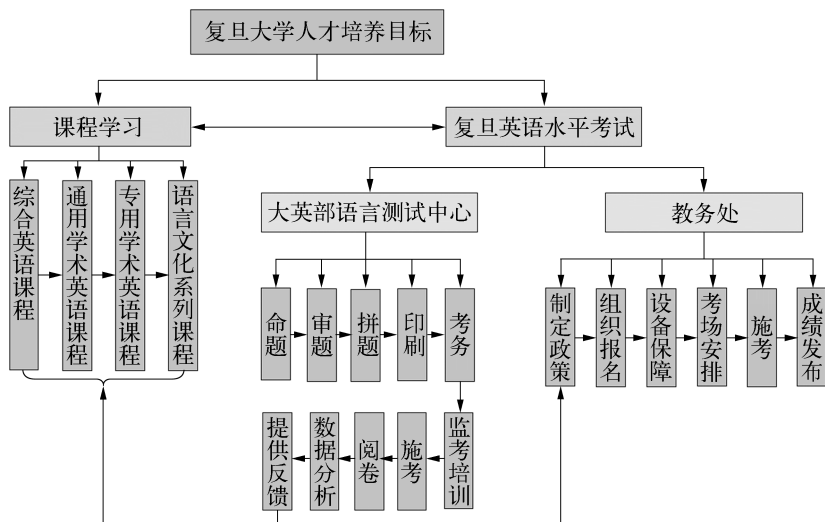 复旦大学人才培养目标
课程学习
复旦英语水平考试
综合英语课程
通用学术英语课程
专用学术英语课程
语言文化系列课程
大英部语言测试中心
教务处
命题
审题
拼题
印刷
考务
制定政策
组织报名
设备保障
考场安排
施考
成绩发布
提供反馈
数据分析
阅卷
施考
监考培训